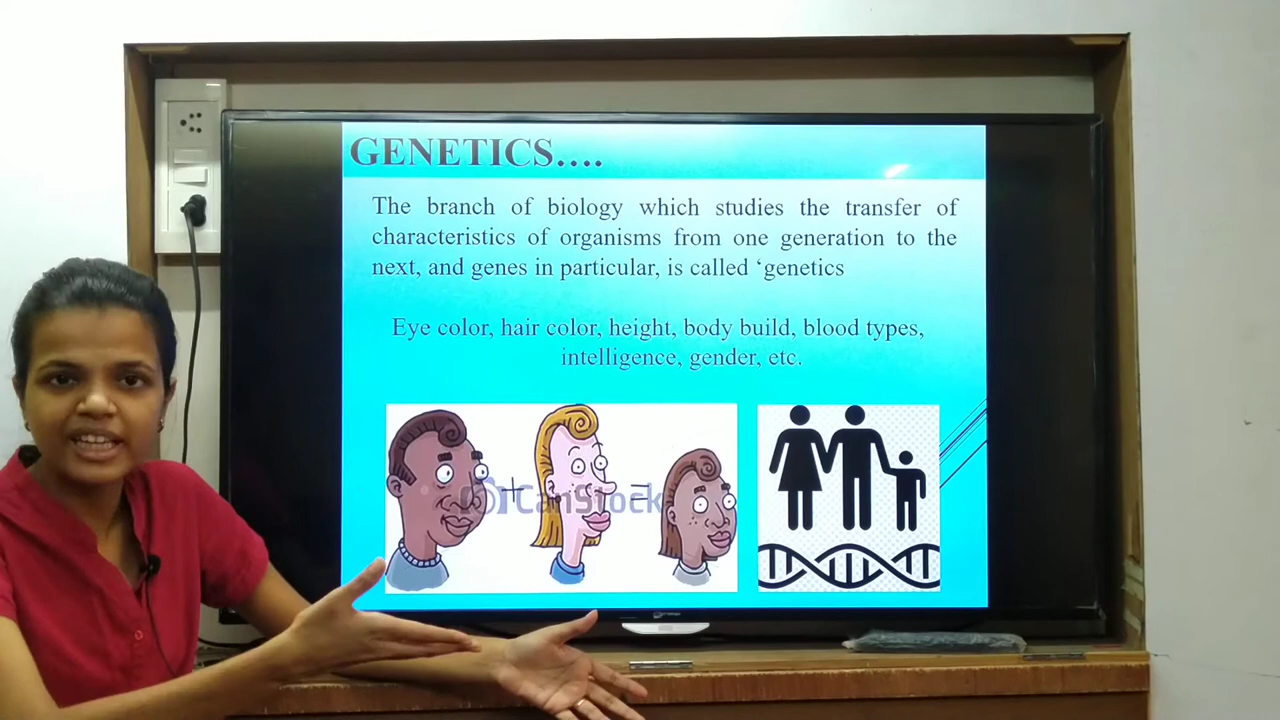 GENETICS....
The branch of biology which studies the transfer of
characteristics of organisms from one generation to the
next, and genes in particular, is called ‘genetics
Eye color, hair color, height, body build, blood types,
intelligence, gender, etc.
+ =
CanStock